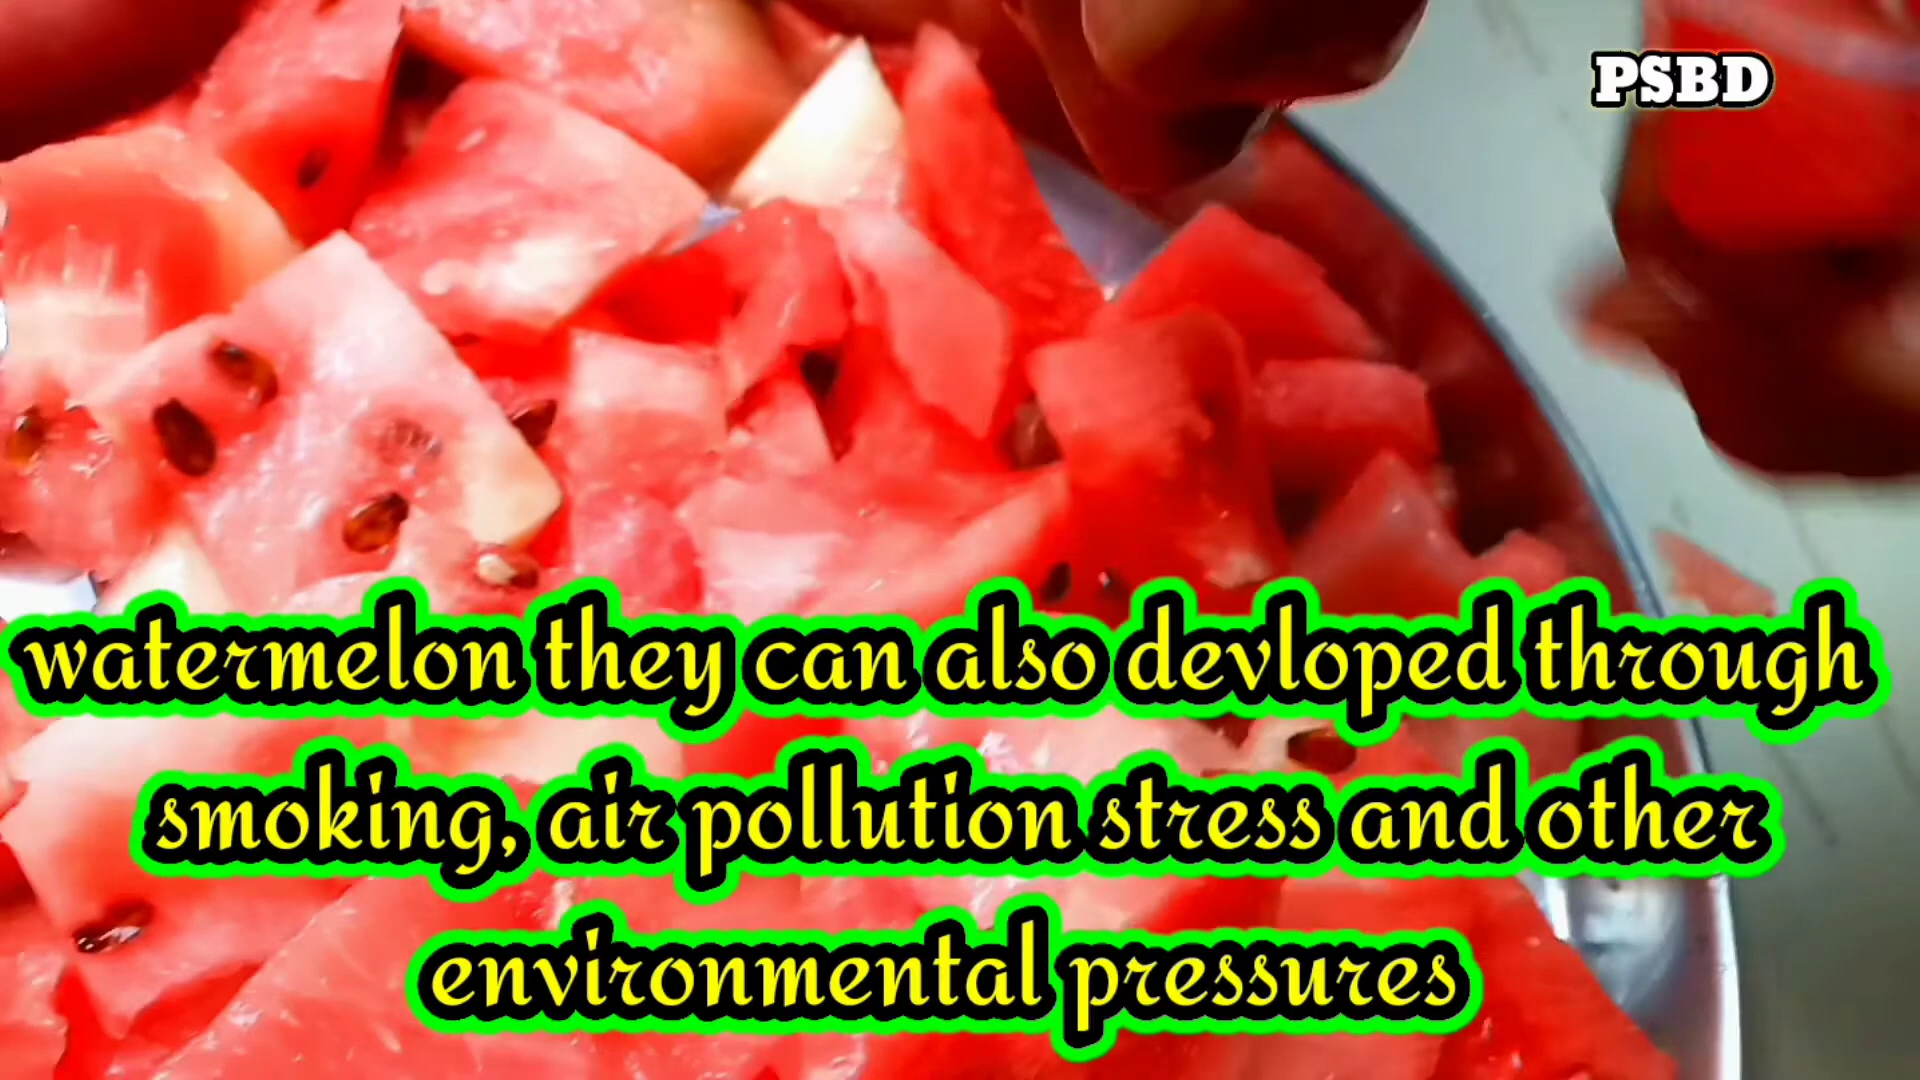 PSBD
watermelon they can also devloped through
smoking, air pollution stress and other
environmental pressures